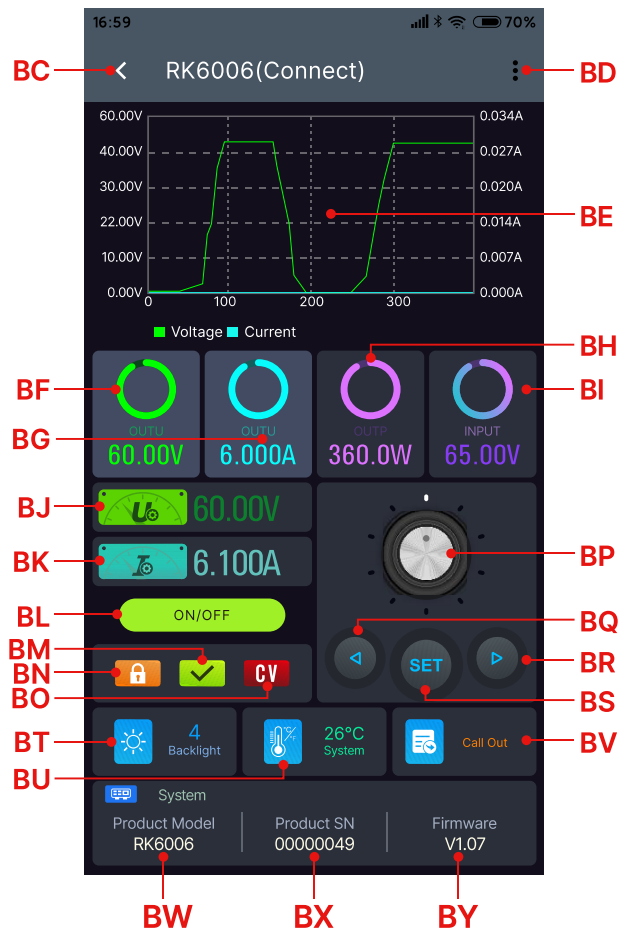 16:59 70%
BC RK6006(Connect) BD
60.00V 0.034A
40.00V 0.027A
30.00V 0.020A
22.00V 0.014A BE
10.00V 0.007A
0.00V 0 100 200 300 0.000A
Voltage Current
BH
BF BI
OUTU OUTU OUTP INPUT
BG
60.00V 6.000A 360.0W 65.00V
BJ U 60.00V
BK I 6.100A BP
BL ON/OFF
BQ
BM
BN CV SET BR
BO BS
BT 4 Backlight
BU °C/°F 26°C System
Call Out BV
System
Product Model Product SN Firmware
RK6006 00000049 V1.07
BW BX BY